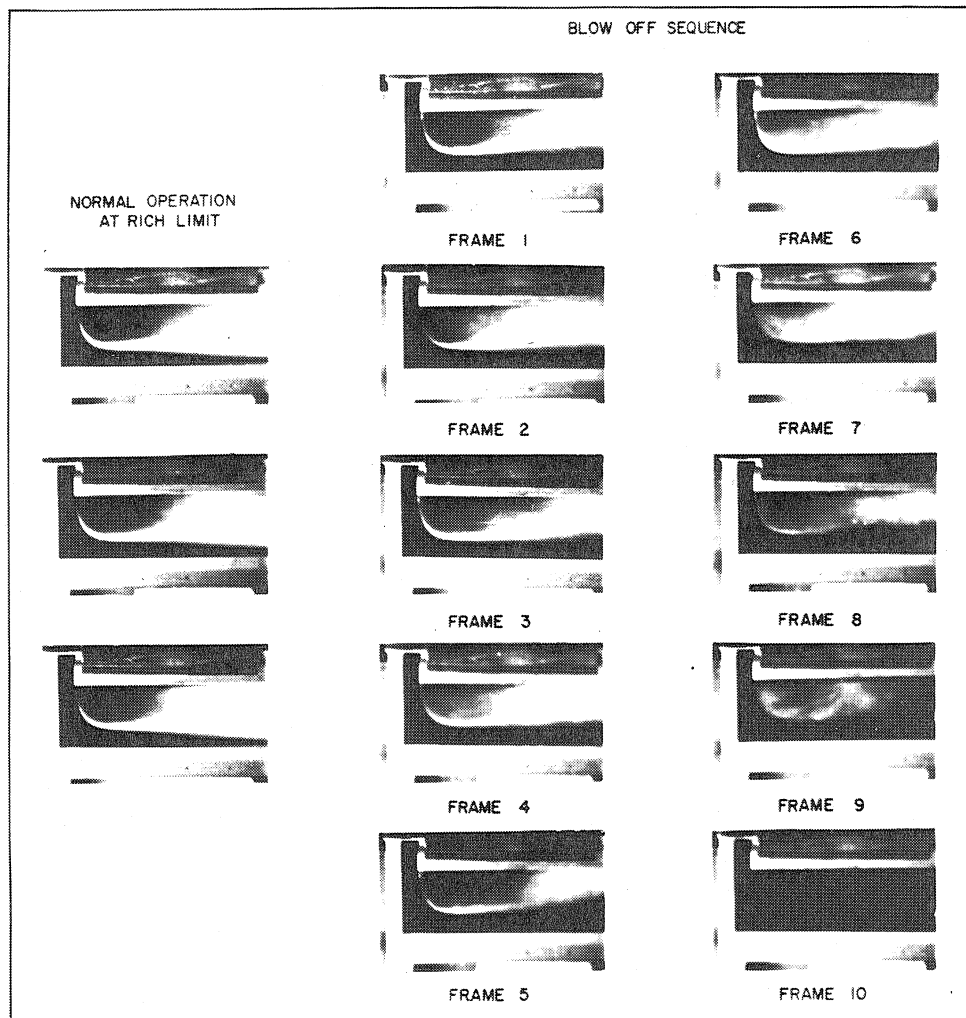 BLOW OFF SEQUENCE
NORMAL OPERATION
AT RICH LIMIT
FRAME 1
FRAME 6
FRAME 2
FRAME 7
FRAME 3
FRAME 8
FRAME 4
FRAME 9
FRAME 5
FRAME 10